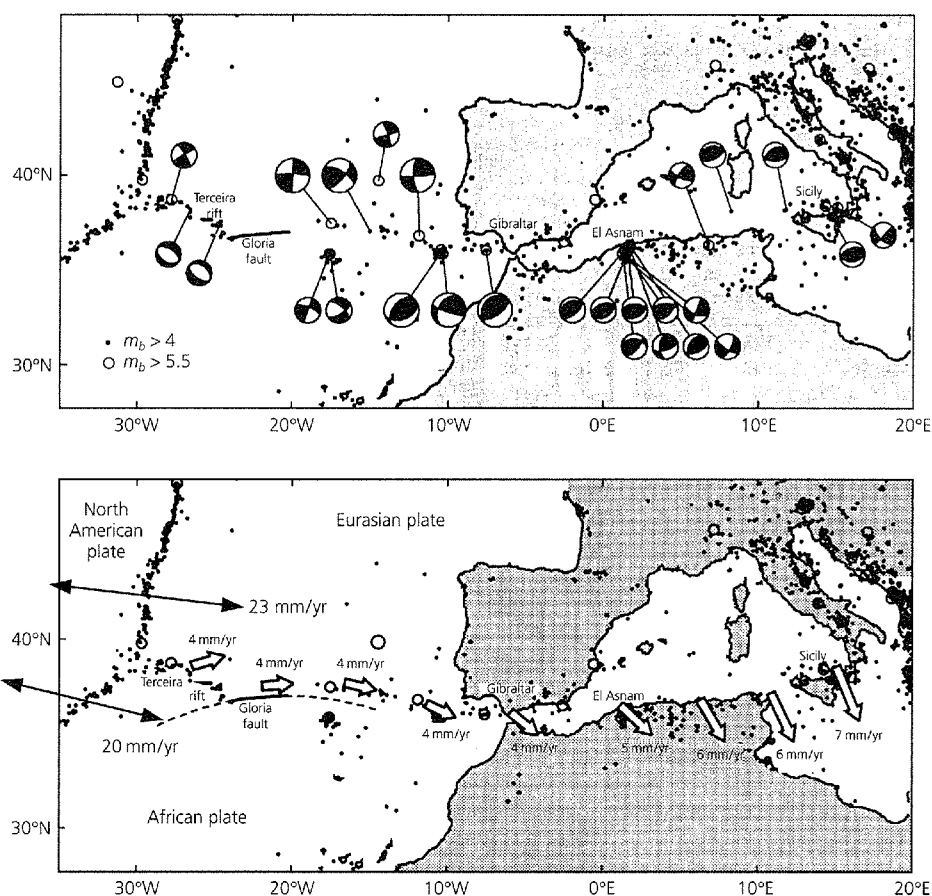 40°N
Terceira
rift
Gloria
fault
Gibraltar
El Asnam
Sicily
m_b > 4
m_b > 5.5
30°N
30°W
20°W
10°W
0°E
10°E
20°E
North
American
plate
Eurasian plate
23 mm/yr
40°N
4 mm/yr
4 mm/yr
4 mm/yr
Terceira
rift
Gloria
fault
Gibraltar
El Asnam
Sicily
20 mm/yr
4 mm/yr
4 mm/yr
5 mm/yr
6 mm/yr
6 mm/yr
7 mm/yr
African plate
30°N
30°W
20°W
10°W
0°E
10°E
20°E